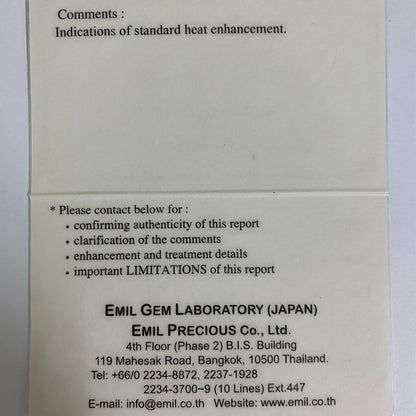 Comments :
Indications of standard heat enhancement.
* Please contact below for :
• confirming authenticity of this report
• clarification of the comments
• enhancement and treatment details
• important LIMITATIONS of this report
EMIL GEM LABORATORY (JAPAN)
EMIL PRECIOUS Co., Ltd.
4th Floor (Phase 2) B.I.S. Building
119 Mahesak Road, Bangkok, 10500 Thailand.
Tel: +66/0 2234-8872, 2237-1928
2234-3700~9 (10 Lines) Ext.447
E-mail: info@emil.co.th Website: www.emil.co.th